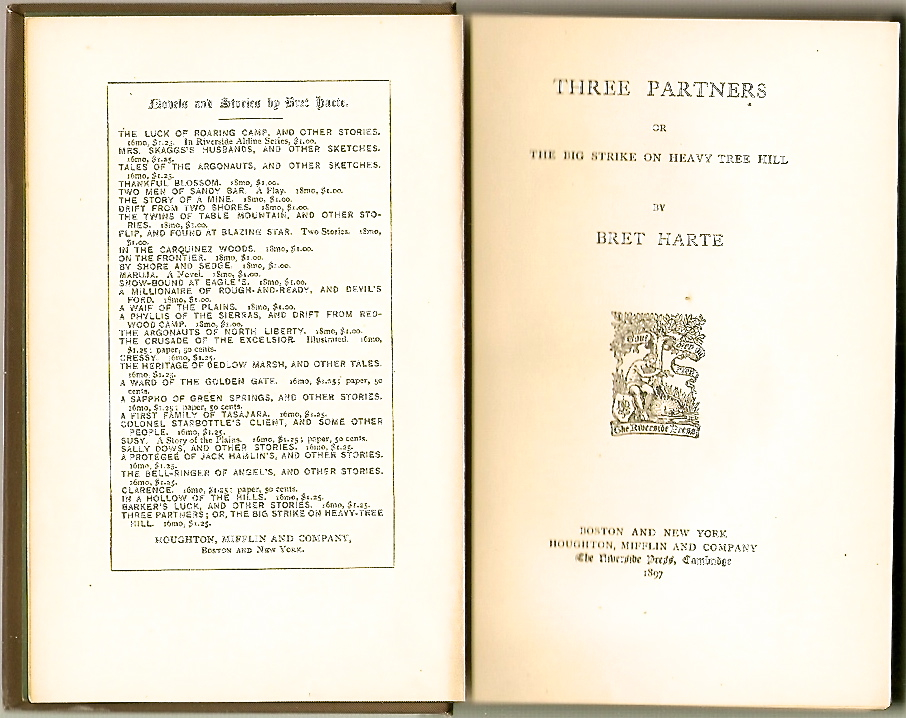 Novels and Stories by Bret Harte.
THE LUCK OF ROARING CAMP, AND OTHER STORIES.
16mo, $1.25. In Riverside Aldine Series, $1.00.
MRS. SKAGGS'S HUSBANDS, AND OTHER SKETCHES.
16mo, $1.25.
TALES OF THE ARGONAUTS, AND OTHER SKETCHES.
16mo, $1.25.
THANKFUL BLOSSOM. 18mo, $1.00.
TWO MEN OF SANDY BAR. A Play. 18mo, $1.00.
THE STORY OF A MINE. 18mo, $1.00.
DRIFT FROM TWO SHORES. 18mo, $1.00.
THE TWINS OF TABLE MOUNTAIN, AND OTHER STO-
RIES. 18mo, $1.00.
FLIP, AND FOUND AT BLAZING STAR. Two Stories. 18mo,
$1.00.
IN THE CARQUINEZ WOODS. 18mo, $1.00.
ON THE FRONTIER. 18mo, $1.00.
BY SHORE AND SEDGE. 18mo, $1.00.
MARUJA. A Novel. 18mo, $1.00.
SNOW-BOUND AT EAGLE'S. 18mo, $1.00.
A MILLIONAIRE OF ROUGH-AND-READY, AND DEVIL'S
FORD. 18mo, $1.00.
A WAIF OF THE PLAINS. 18mo, $1.00.
A PHYLLIS OF THE SIERRAS, AND DRIFT FROM RED-
WOOD CAMP. 18mo, $1.00.
THE ARGONAUTS OF NORTH LIBERTY. 18mo, $1.00.
THE CRUSADE OF THE EXCELSIOR. Illustrated. 16mo,
$1.25; paper, 50 cents.
CRESSY. 16mo, $1.25.
THE HERITAGE OF DEDLOW MARSH, AND OTHER TALES.
16mo, $1.25.
A WARD OF THE GOLDEN GATE. 16mo, $1.25; paper, 50
cents.
A SAPPHO OF GREEN SPRINGS, AND OTHER STORIES.
16mo, $1.25; paper, 50 cents.
A FIRST FAMILY OF TASAJARA. 16mo, $1.25.
COLONEL STARBOTTLE'S CLIENT, AND SOME OTHER
PEOPLE. 16mo, $1.25.
SUSY. A Story of the Plains. 16mo, $1.25; paper, 50 cents.
SALLY DOWS, AND OTHER STORIES. 16mo, $1.25.
A PROTÉGÉE OF JACK HAMLIN'S, AND OTHER STORIES.
16mo, $1.25.
THE BELL-RINGER OF ANGEL'S, AND OTHER STORIES.
16mo, $1.25.
CLARENCE. 16mo, $1.25; paper, 50 cents.
IN A HOLLOW OF THE HILLS. 16mo, $1.25.
BARKER'S LUCK, AND OTHER STORIES. 16mo, $1.25.
THREE PARTNERS; OR, THE BIG STRIKE ON HEAVY-TREE
HILL. 16mo, $1.25.
HOUGHTON, MIFFLIN AND COMPANY,
BOSTON AND NEW YORK.
THREE PARTNERS
OR
THE BIG STRIKE ON HEAVY TREE HILL
BY
BRET HARTE
Tout
The Riverside Press
BOSTON AND NEW YORK
HOUGHTON, MIFFLIN AND COMPANY
The Riverside Press, Cambridge
1897